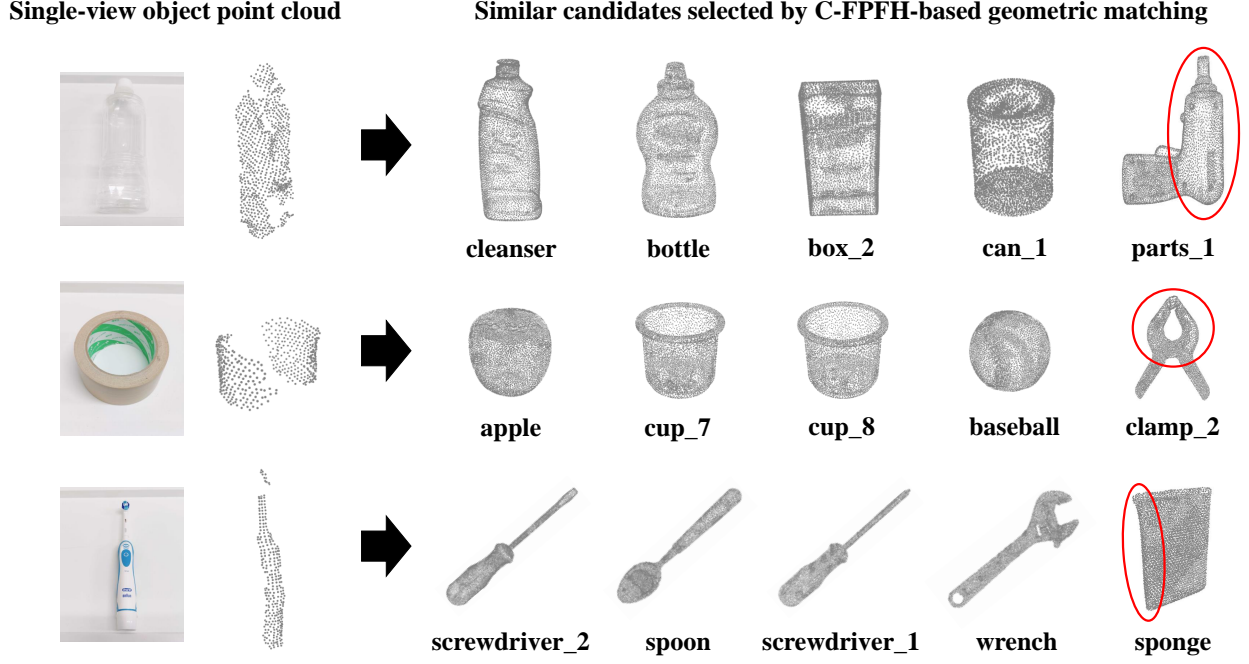 Single-view object point cloud
Similar candidates selected by C-FPFH-based geometric matching
cleanser
bottle
box_2
can_1
parts_1
apple
cup_7
cup_8
baseball
clamp_2
screwdriver_2
spoon
screwdriver_1
wrench
sponge